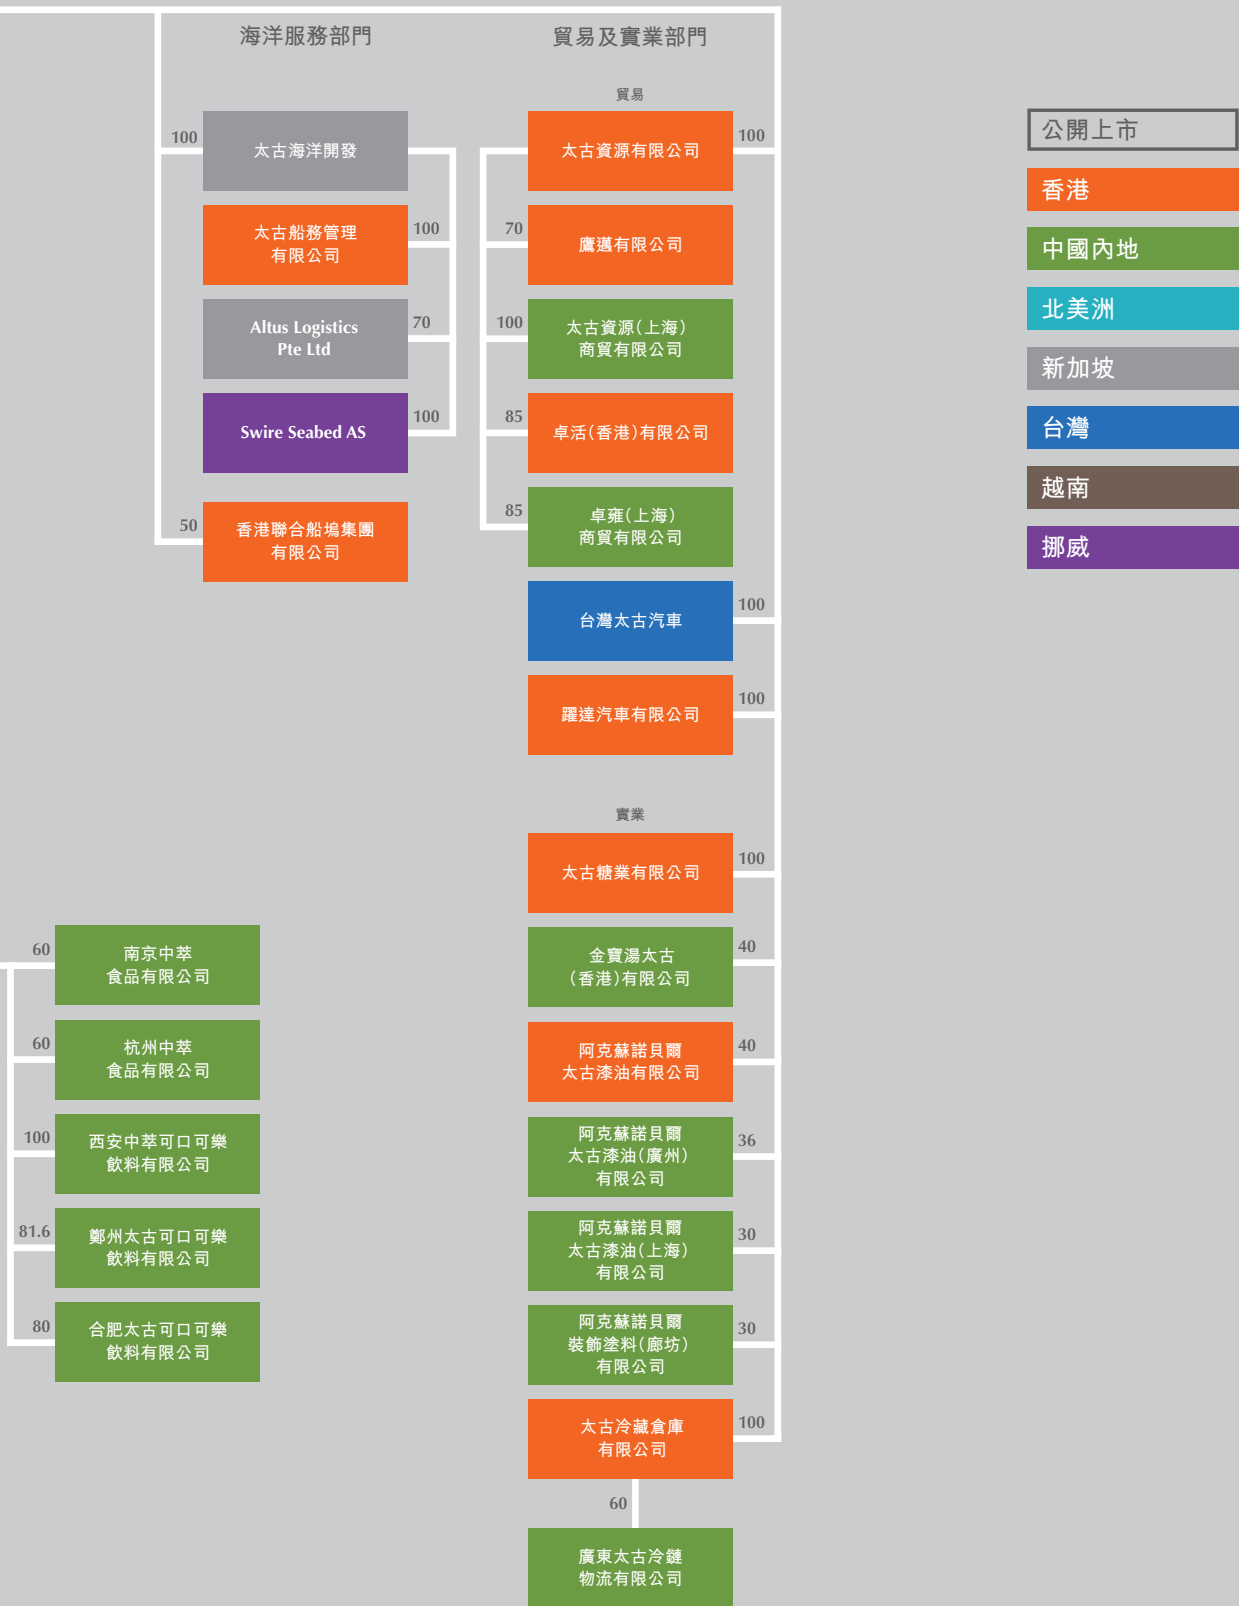 海洋服務部門
100
太古海洋開發
太古船務管理
有限公司
100
Altus Logistics
Pte Ltd
70
Swire Seabed AS
100
50
香港聯合船塢集團
有限公司
貿易及實業部門
貿易
太古資源有限公司
100
70
鷹邁有限公司
100
太古資源(上海)
商貿有限公司
85
卓活(香港)有限公司
85
卓雍(上海)
商貿有限公司
台灣太古汽車
100
躍達汽車有限公司
100
實業
太古糖業有限公司
100
金寶湯太古
(香港)有限公司
40
阿克蘇諾貝爾
太古漆油有限公司
40
阿克蘇諾貝爾
太古漆油(廣州)
有限公司
36
阿克蘇諾貝爾
太古漆油(上海)
有限公司
30
阿克蘇諾貝爾
裝飾塗料(廊坊)
有限公司
30
太古冷藏倉庫
有限公司
100
60
廣東太古冷鏈
物流有限公司
60
南京中萃
食品有限公司
60
杭州中萃
食品有限公司
100
西安中萃可口可樂
飲料有限公司
81.6
鄭州太古可口可樂
飲料有限公司
80
合肥太古可口可樂
飲料有限公司
公開上市
香港
中國內地
北美洲
新加坡
台灣
越南
挪威